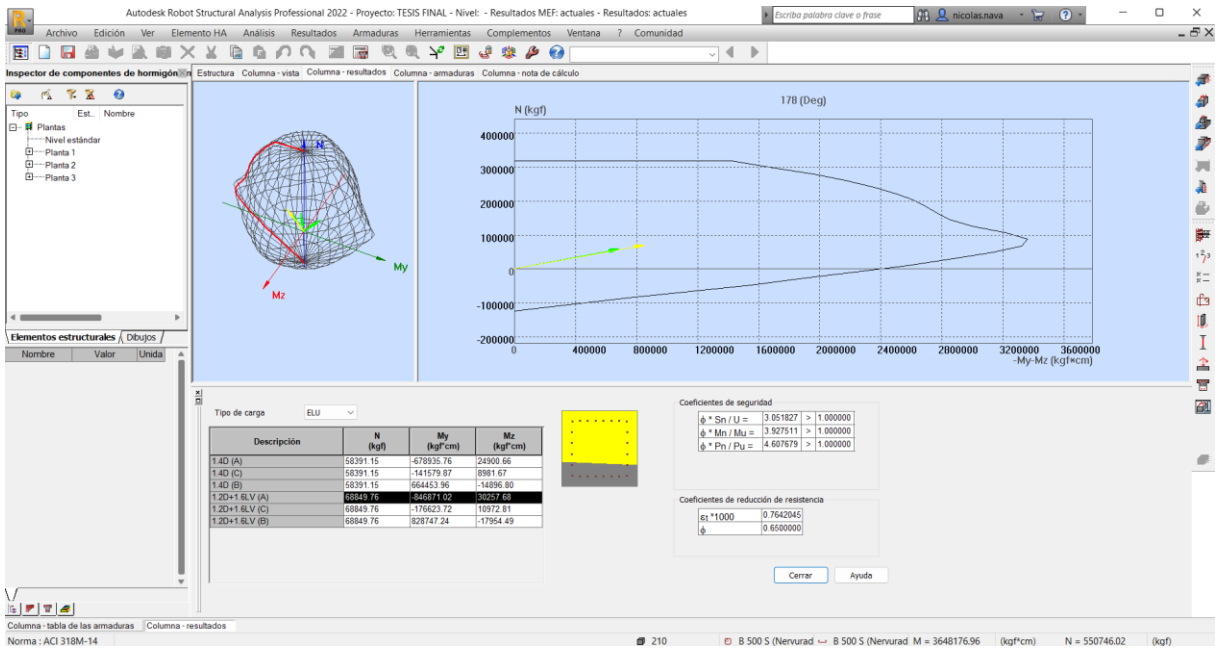 Autodesk Robot Structural Analysis Professional 2022 - Proyecto: TESIS FINAL - Nivel: - Resultados MEF: actuales - Resultados: actuales
Escriba palabra clave o frase
nicolas.nava
PRO
Archivo Edición Ver Elemento HA Análisis Resultados Armaduras Herramientas Complementos Ventana ? Comunidad
Inspector de componentes de hormigón
Estructura Columna - vista Columna - resultados Columna - armaduras Columna - nota de cálculo
Tipo Est... Nombre
Plantas
Nivel estándar
Planta 1
Planta 2
Planta 3
Elementos estructurales Dibujos
Nombre Valor Unida
N
My
Mz
178 (Deg)
N (kgf)
400000
300000
200000
100000
0
-100000
-200000
0 400000 800000 1200000 1600000 2000000 2400000 2800000 3200000 3600000
-My-Mz (kgf*cm)
Tipo de carga ELU
Descripción N (kgf) My (kgf*cm) Mz (kgf*cm)
1.4D (A) 58391.15 -678935.76 24900.66
1.4D (C) 58391.15 -141579.87 8981.67
1.4D (B) 58391.15 664453.96 -14896.80
1.2D+1.6LV (A) 68849.76 -846871.02 30257.68
1.2D+1.6LV (C) 68849.76 -176623.72 10972.81
1.2D+1.6LV (B) 68849.76 828747.24 -17954.49
Coeficientes de seguridad
ϕ * Sn / U = 3.051827 > 1.000000
ϕ * Mn / Mu = 3.927511 > 1.000000
ϕ * Pn / Pu = 4.607679 > 1.000000
Coeficientes de reducción de resistencia
εt *1000 0.7642045
ϕ 0.6500000
Cerrar Ayuda
Columna - tabla de las armaduras Columna - resultados
Norma : ACI 318M-14 210 B 500 S (Nervurad B 500 S (Nervurad M = 3648176.96 (kgf*cm) N = 550746.02 (kgf)